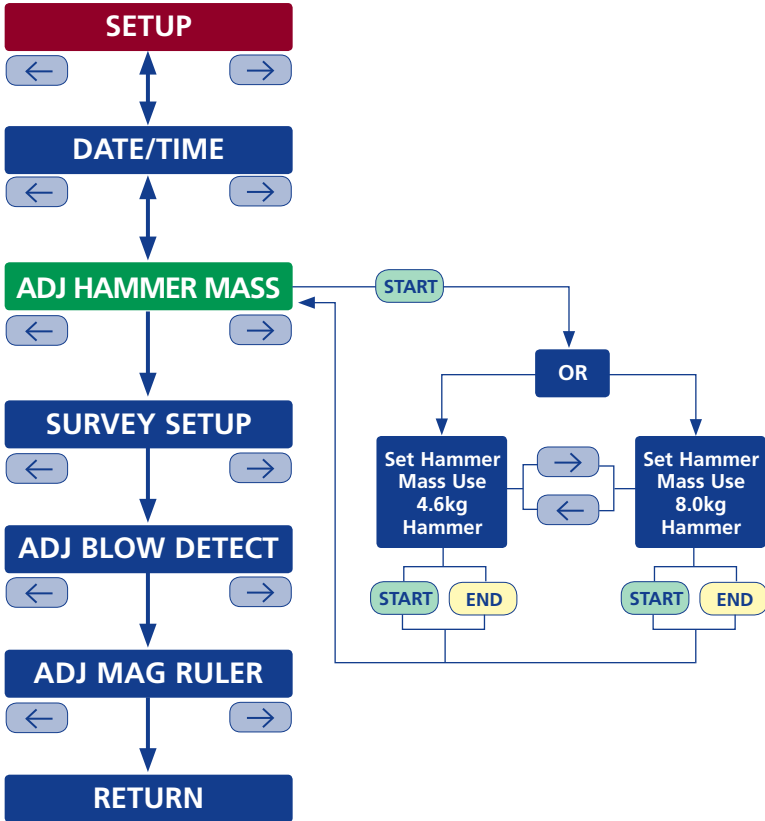 SETUP
DATE/TIME
ADJ HAMMER MASS
START
OR
SURVEY SETUP
Set Hammer
Mass Use
4.6kg
Hammer
Set Hammer
Mass Use
8.0kg
Hammer
ADJ BLOW DETECT
START
END
START
END
ADJ MAG RULER
RETURN